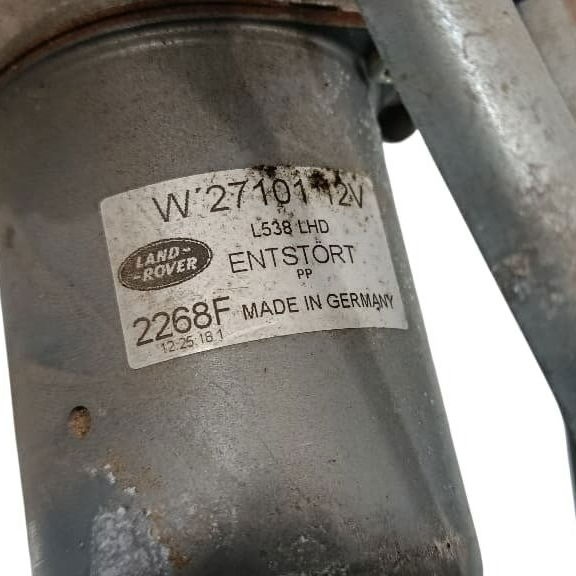 W 27101 12V
L538 LHD
LAND-
-ROVER
ENTSTÖRT
PP
2268F MADE IN GERMANY
12.25.18.1